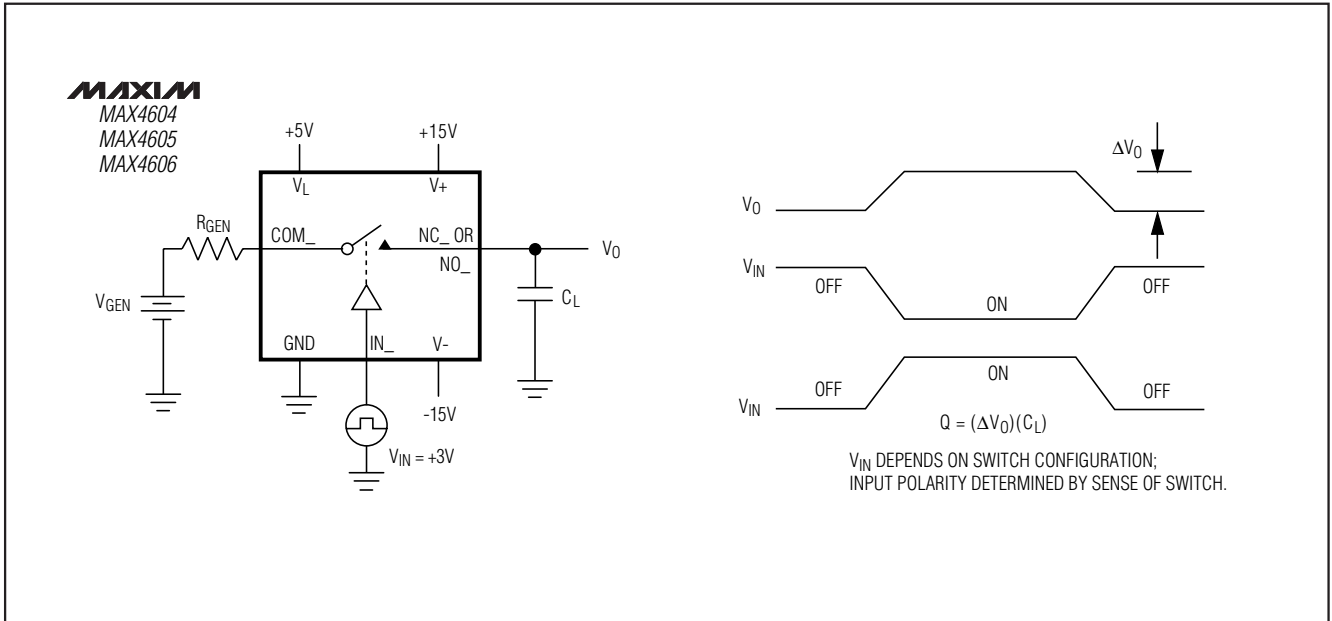 MAXIM
MAX4604
MAX4605
MAX4606
+5V
+15V
VL
V+
RGEN
COM_
NC_ OR
NO_
VO
VGEN
CL
GND
IN_
V-
-15V
VIN = +3V
ΔVO
VO
VIN
OFF
ON
OFF
VIN
OFF
ON
OFF
Q = (ΔVO)(CL)
VIN DEPENDS ON SWITCH CONFIGURATION;
INPUT POLARITY DETERMINED BY SENSE OF SWITCH.